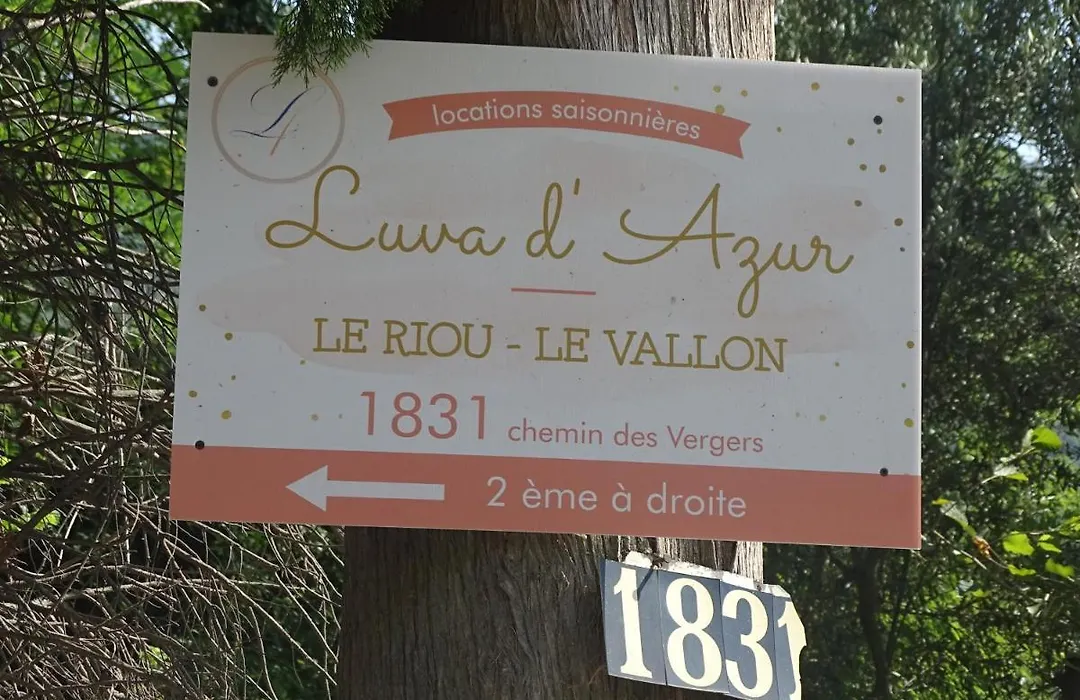 locations saisonnières
Luva d' Azur
LE RIOU - LE VALLON
1831 chemin des Vergers
2 ème à droite
1831